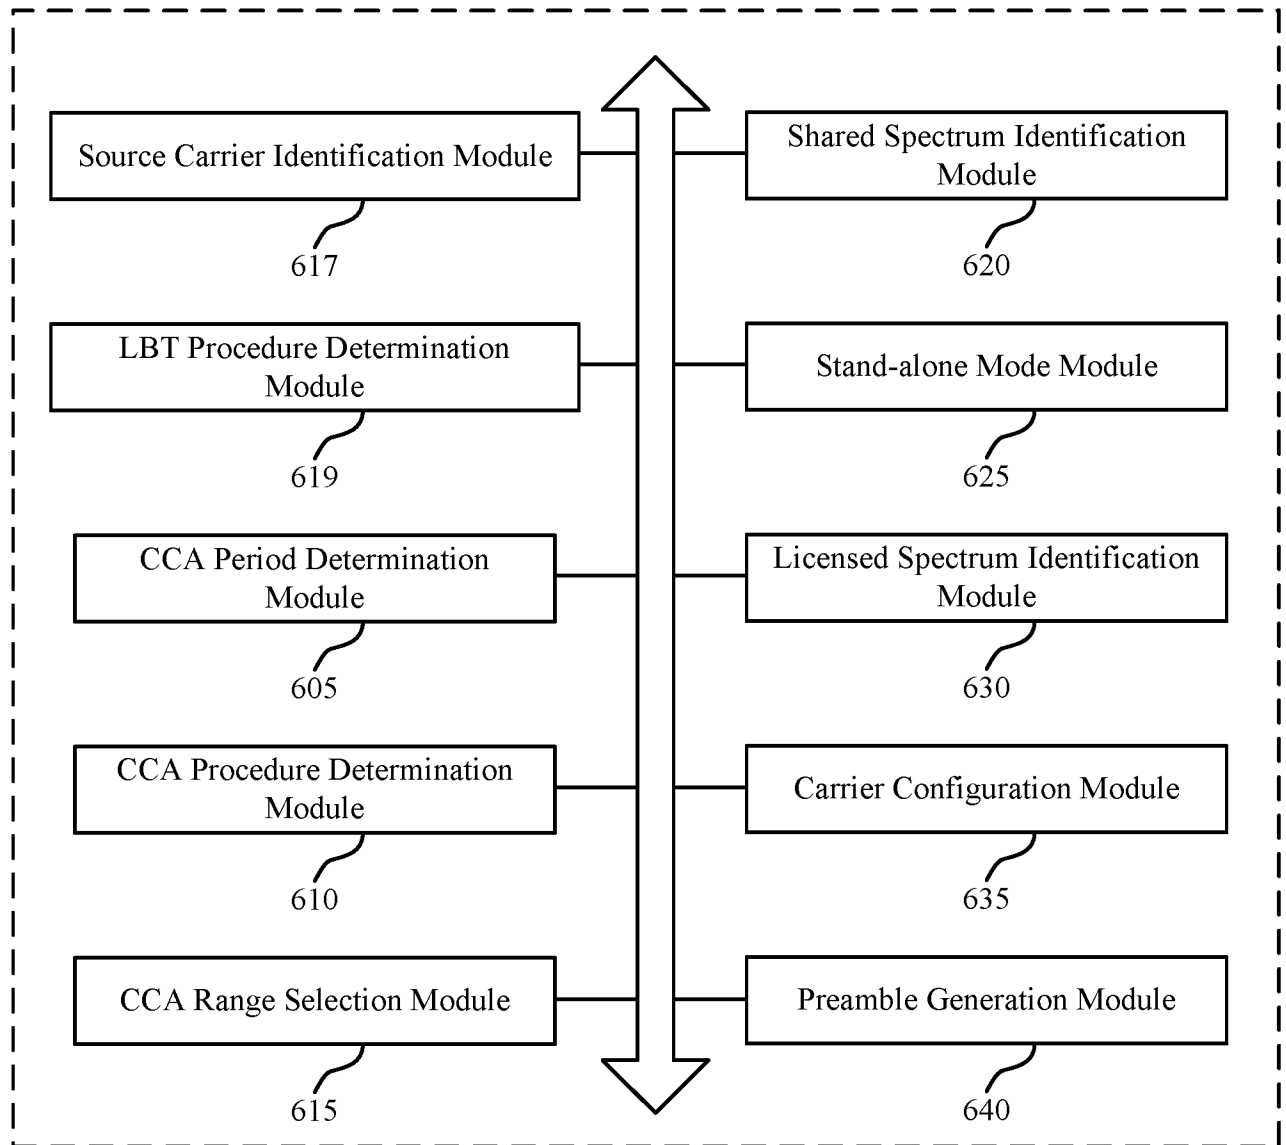 Source Carrier Identification Module
617
LBT Procedure Determination
Module
619
CCA Period Determination
Module
605
CCA Procedure Determination
Module
610
CCA Range Selection Module
615
Shared Spectrum Identification
Module
620
Stand-alone Mode Module
625
Licensed Spectrum Identification
Module
630
Carrier Configuration Module
635
Preamble Generation Module
640